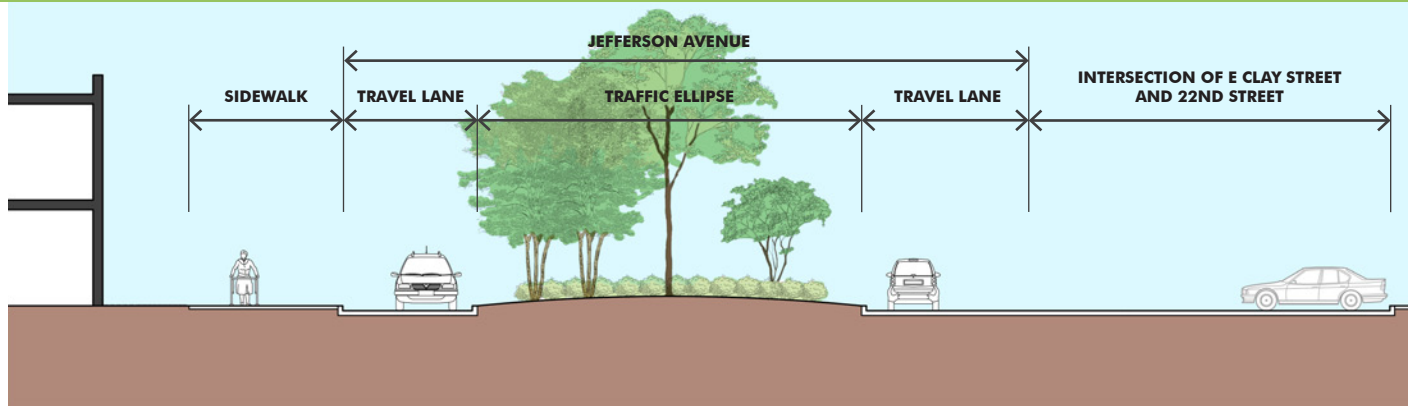 JEFFERSON AVENUE
SIDEWALK
TRAVEL LANE
TRAFFIC ELLIPSE
TRAVEL LANE
INTERSECTION OF E CLAY STREET
AND 22ND STREET